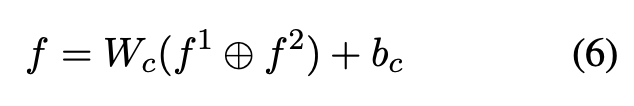 f = W_c(f^1 ⊕ f^2) + b_c (6)